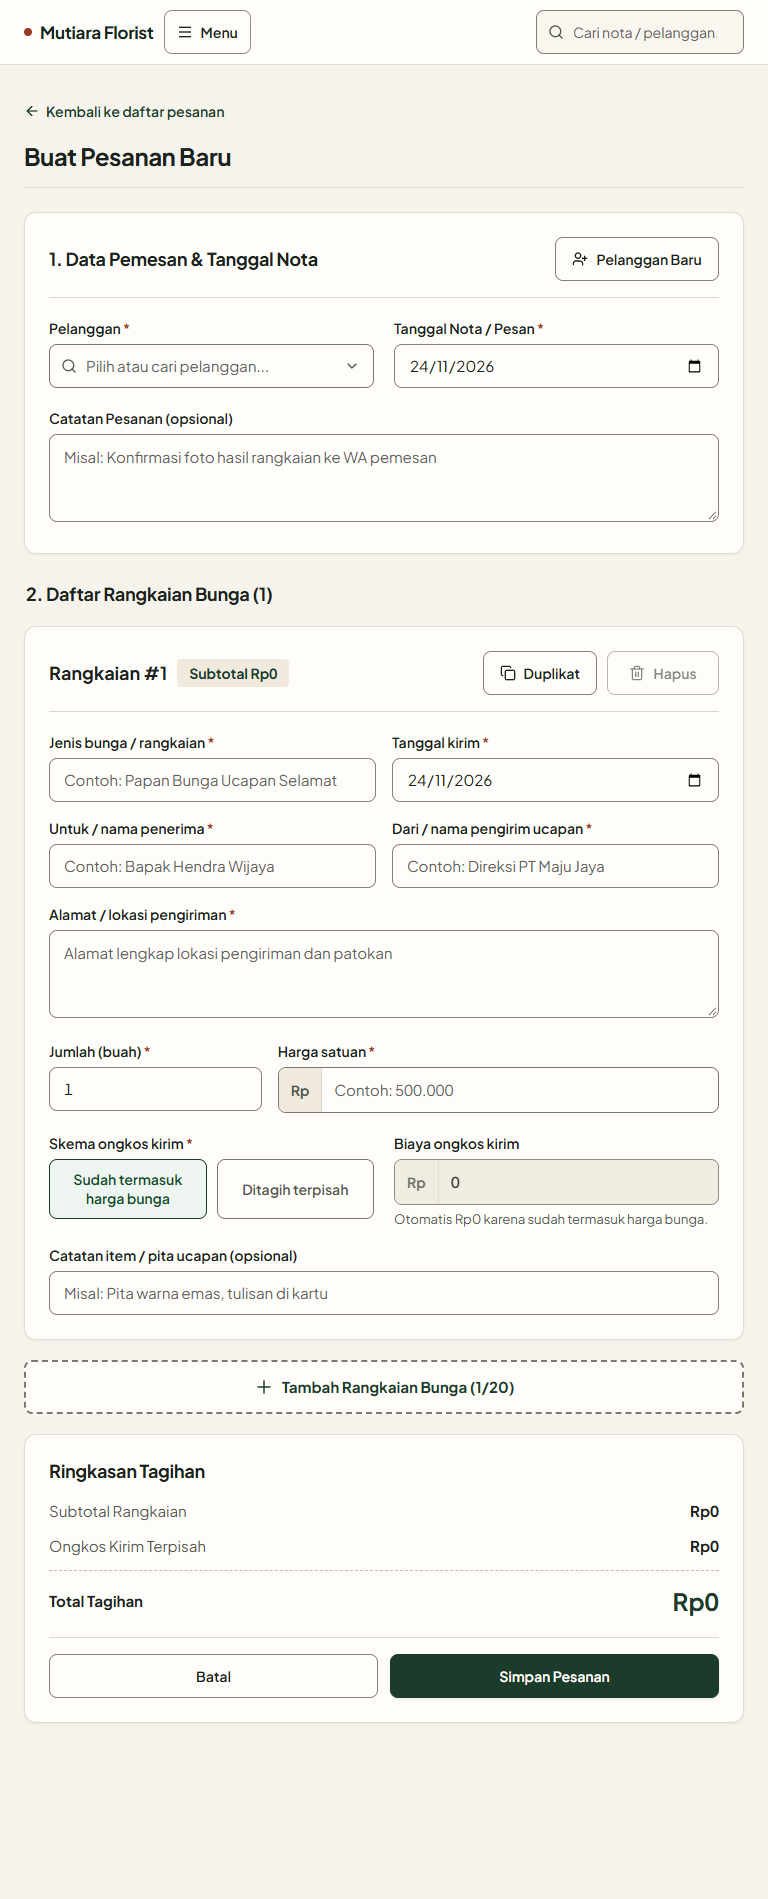 Mutiara Florist
Menu
Cari nota / pelanggan.
Kembali ke daftar pesanan
Buat Pesanan Baru
1. Data Pemesan & Tanggal Nota
Pelanggan Baru
Pelanggan *
Tanggal Nota / Pesan *
Pilih atau cari pelanggan...
24/11/2026
Catatan Pesanan (opsional)
Misal: Konfirmasi foto hasil rangkaian ke WA pemesan
2. Daftar Rangkaian Bunga (1)
Rangkaian #1
Subtotal Rp0
Duplikat
Hapus
Jenis bunga / rangkaian *
Tanggal kirim *
Contoh: Papan Bunga Ucapan Selamat
24/11/2026
Untuk / nama penerima *
Dari / nama pengirim ucapan *
Contoh: Bapak Hendra Wijaya
Contoh: Direksi PT Maju Jaya
Alamat / lokasi pengiriman *
Alamat lengkap lokasi pengiriman dan patokan
Jumlah (buah) *
Harga satuan *
1
Rp
Contoh: 500.000
Skema ongkos kirim *
Biaya ongkos kirim
Sudah termasuk
harga bunga
Ditagih terpisah
Rp
0
Otomatis Rp0 karena sudah termasuk harga bunga.
Catatan item / pita ucapan (opsional)
Misal: Pita warna emas, tulisan di kartu
Tambah Rangkaian Bunga (1/20)
Ringkasan Tagihan
Subtotal Rangkaian
Rp0
Ongkos Kirim Terpisah
Rp0
Total Tagihan
Rp0
Batal
Simpan Pesanan